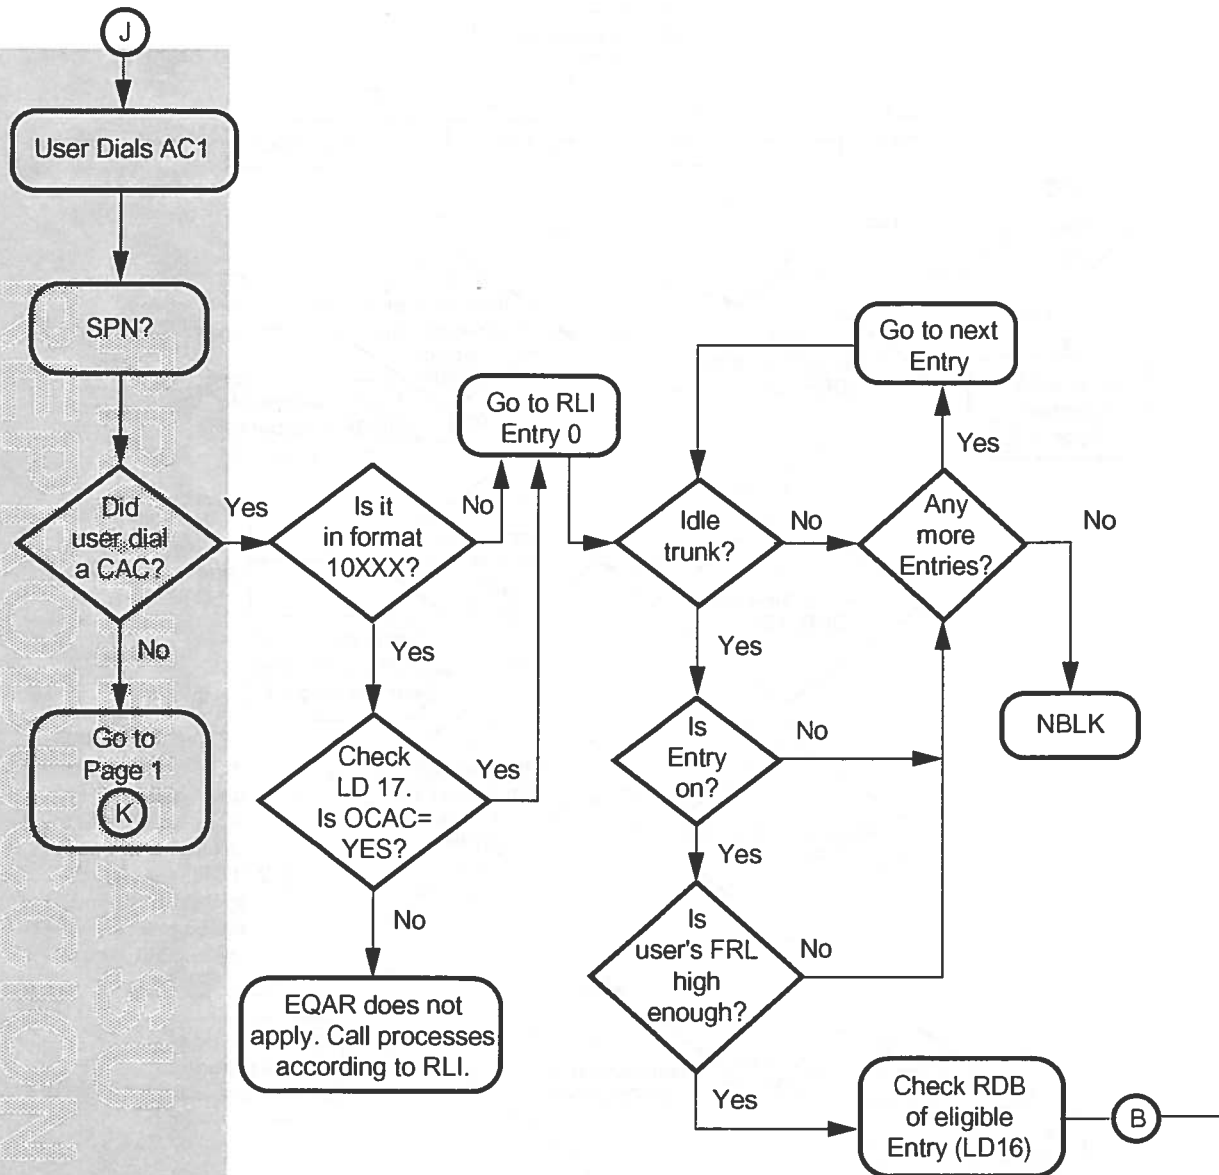 J
User Dials AC1
SPN?
Did
user dial
a CAC?
Yes
No
Go to
Page 1
K
Is it
in format
10XXX?
No
Yes
Check
LD 17.
Is OCAC=
YES?
Yes
No
EQAR does not
apply. Call processes
according to RLI.
Go to RLI
Entry 0
Idle
trunk?
No
Yes
Is
Entry
on?
No
Yes
Is
user's FRL
high
enough?
No
Yes
Go to next
Entry
Yes
Any
more
Entries?
No
NBLK
Check RDB
of eligible
Entry (LD16)
B
PROHIBIDA SU
REPRODUCCION